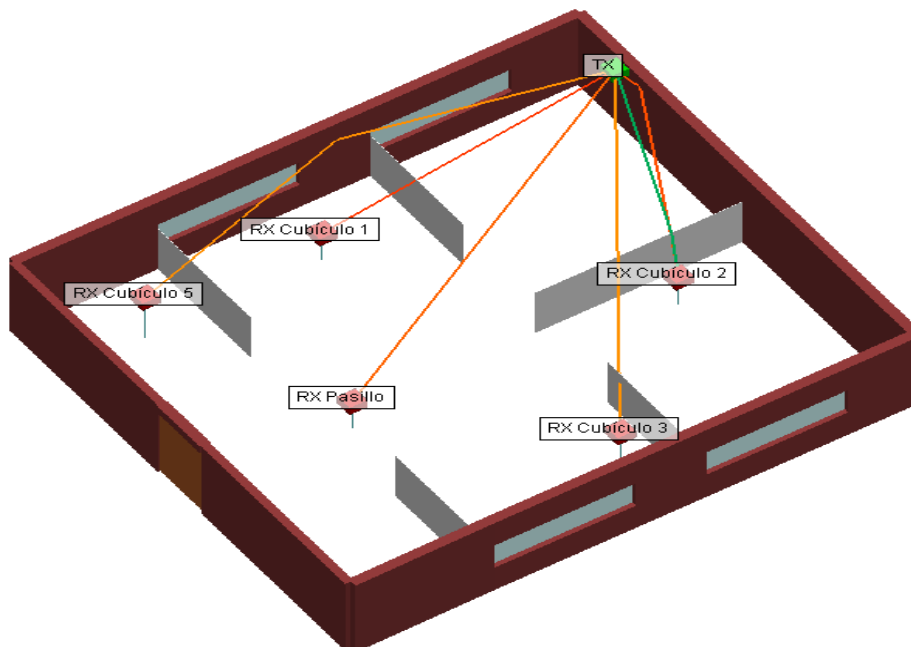 TX
RX Cubículo 1
RX Cubículo 2
RX Cubículo 5
RX Pasillo
RX Cubículo 3